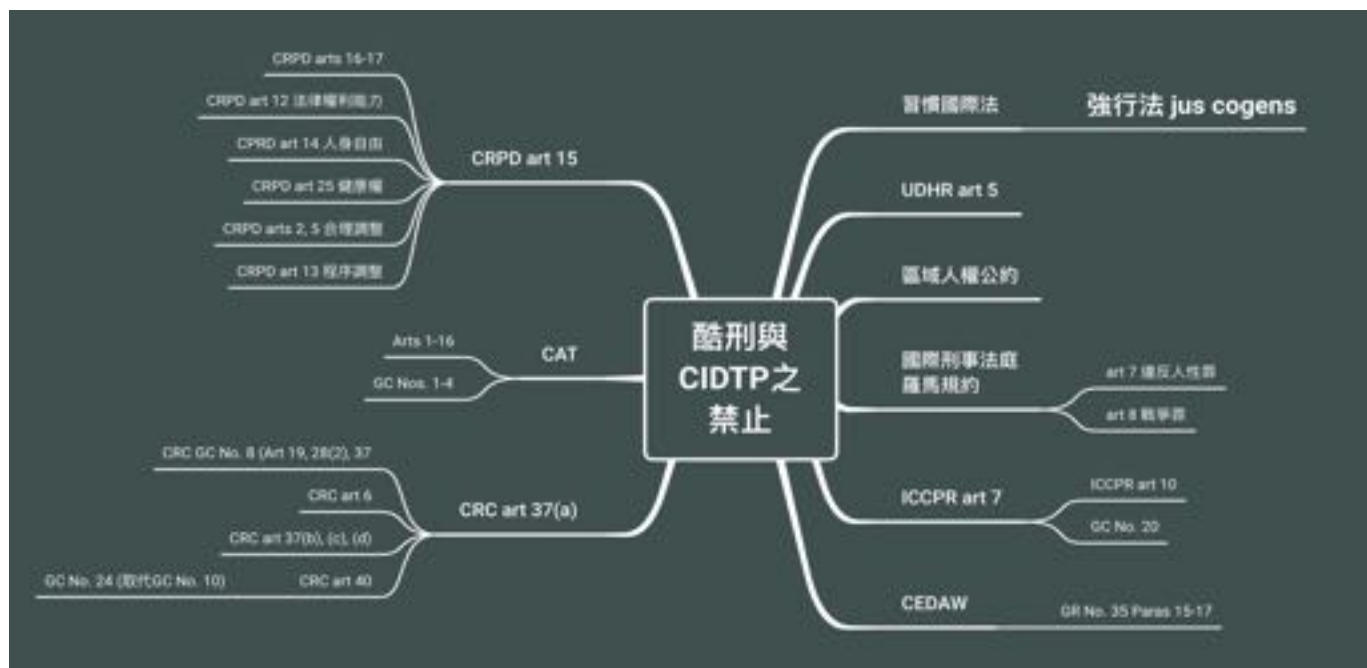 CRPD arts 16-17
CRPD art 12 法律權利能力
CPRD art 14 人身自由
CRPD art 25 健康權
CRPD arts 2, 5 合理調整
CRPD art 13 程序調整
CRPD art 15
Arts 1-16
GC Nos. 1-4
CAT
CRC GC No. 8 (Art 19, 28(2), 37
CRC art 6
CRC art 37(b), (c), (d)
GC No. 24 (取代GC No. 10)
CRC art 40
CRC art 37(a)
酷刑與
CIDTP之
禁止
習慣國際法
強行法 jus cogens
UDHR art 5
區域人權公約
國際刑事法庭
羅馬規約
art 7 違反人性罪
art 8 戰爭罪
ICCPR art 7
ICCPR art 10
GC No. 20
CEDAW
GR No. 35 Paras 15-17